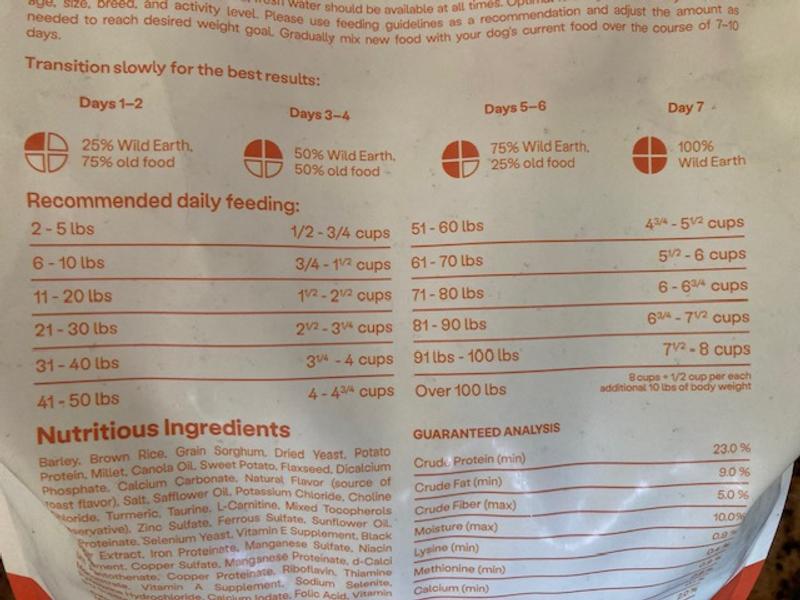 age, size, breed, and activity level. Fresh water should be available at all times.
needed to reach desired weight goal. Please use feeding guidelines as a recommendation and adjust the amount as
days. Gradually mix new food with your dog's current food over the course of 7–10
Transition slowly for the best results:
Days 1–2
25% Wild Earth,
75% old food
Days 3–4
50% Wild Earth,
50% old food
Days 5–6
75% Wild Earth,
25% old food
Day 7
100%
Wild Earth
Recommended daily feeding:
2 - 5 lbs 1/2 - 3/4 cups
6 - 10 lbs 3/4 - 1 1/2 cups
11 - 20 lbs 1 1/2 - 2 1/2 cups
21 - 30 lbs 2 1/2 - 3 1/4 cups
31 - 40 lbs 3 1/4 - 4 cups
41 - 50 lbs 4 - 4 3/4 cups
51 - 60 lbs 4 3/4 - 5 1/2 cups
61 - 70 lbs 5 1/2 - 6 cups
71 - 80 lbs 6 - 6 3/4 cups
81 - 90 lbs 6 3/4 - 7 1/2 cups
91 lbs - 100 lbs 7 1/2 - 8 cups
Over 100 lbs 8 cups + 1/2 cup per each
additional 10 lbs of body weight
Nutritious Ingredients
Barley, Brown Rice, Grain Sorghum, Dried Yeast, Potato
Protein, Millet, Canola Oil, Sweet Potato, Flaxseed, Dicalcium
Phosphate, Calcium Carbonate, Natural Flavor (source of
roast flavor), Salt, Safflower Oil, Potassium Chloride, Choline
Turmeric, Taurine, L-Carnitine, Mixed Tocopherols
Zinc Sulfate, Ferrous Sulfate, Sunflower Oil,
Proteinate, Selenium Yeast, Vitamin E Supplement, Black
Extract, Iron Proteinate, Manganese Sulfate, Niacin
Copper Sulfate, Manganese Proteinate, d-Calci
Copper Proteinate, Riboflavin, Thiamine
Vitamin A Supplement, Sodium Selenite,
Hydrochloride, Calcium Iodate, Folic Acid, Vitamin
GUARANTEED ANALYSIS
Crude Protein (min) 23.0 %
Crude Fat (min) 9.0 %
Crude Fiber (max) 5.0 %
Moisture (max) 10.0%
Lysine (min)
Methionine (min)
Calcium (min)